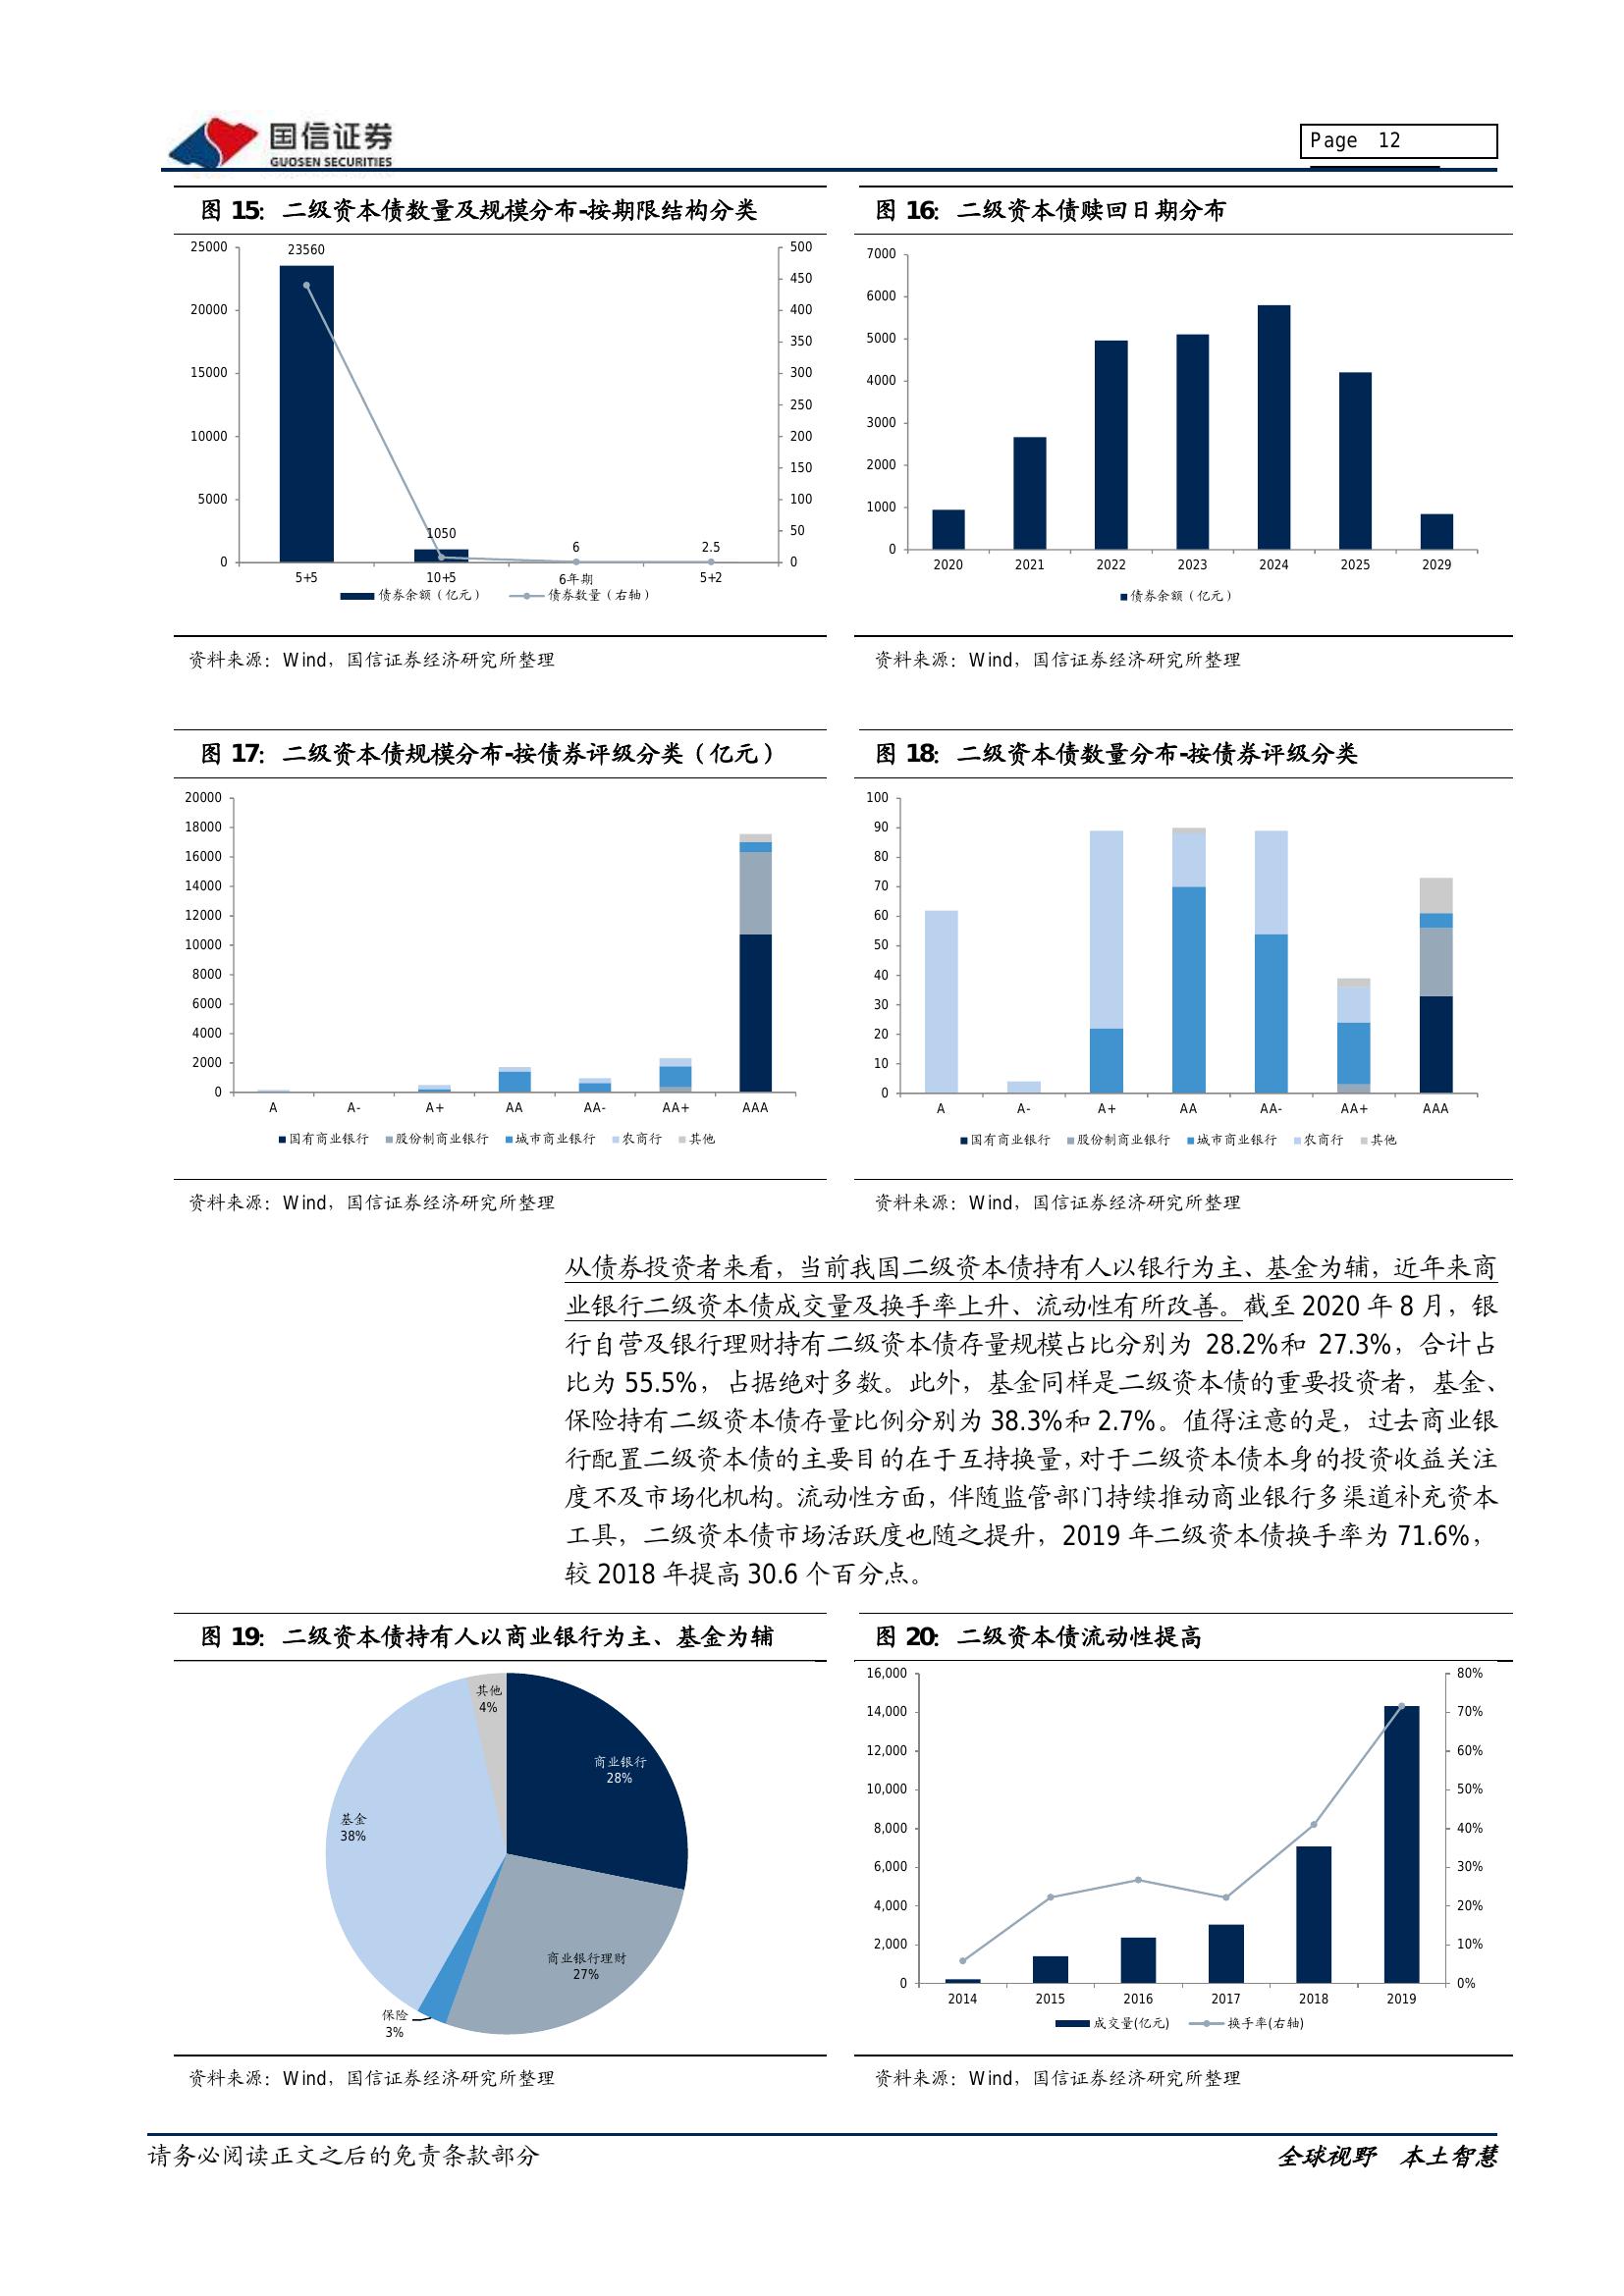 国信证券
GUOSEN SECURITIES
Page 12
图 15：二级资本债数量及规模分布-按期限结构分类
25000
20000
15000
10000
5000
0
500
450
400
350
300
250
200
150
100
50
0
23560
1050
6
2.5
5+5 10+5 6年期 5+2
债券余额（亿元） 债券数量（右轴）
资料来源：Wind，国信证券经济研究所整理
图 16：二级资本债赎回日期分布
7000
6000
5000
4000
3000
2000
1000
0
2020 2021 2022 2023 2024 2025 2029
债券余额（亿元）
资料来源：Wind，国信证券经济研究所整理
图 17：二级资本债规模分布-按债券评级分类（亿元）
20000
18000
16000
14000
12000
10000
8000
6000
4000
2000
0
A A- A+ AA AA- AA+ AAA
国有商业银行 股份制商业银行 城市商业银行 农商行 其他
资料来源：Wind，国信证券经济研究所整理
图 18：二级资本债数量分布-按债券评级分类
100
90
80
70
60
50
40
30
20
10
0
A A- A+ AA AA- AA+ AAA
国有商业银行 股份制商业银行 城市商业银行 农商行 其他
资料来源：Wind，国信证券经济研究所整理
从债券投资者来看，当前我国二级资本债持有人以银行为主、基金为辅，近年来商
业银行二级资本债成交量及换手率上升、流动性有所改善。截至 2020 年 8 月，银
行自营及银行理财持有二级资本债存量规模占比分别为 28.2%和 27.3%，合计占
比为 55.5%，占据绝对多数。此外，基金同样是二级资本债的重要投资者，基金、
保险持有二级资本债存量比例分别为 38.3%和 2.7%。值得注意的是，过去商业银
行配置二级资本债的主要目的在于互持换量，对于二级资本债本身的投资收益关注
度不及市场化机构。流动性方面，伴随监管部门持续推动商业银行多渠道补充资本
工具，二级资本债市场活跃度也随之提升，2019 年二级资本债换手率为 71.6%，
较 2018 年提高 30.6 个百分点。
图 19：二级资本债持有人以商业银行为主、基金为辅
其他
4%
商业银行
28%
基金
38%
商业银行理财
27%
保险
3%
资料来源：Wind，国信证券经济研究所整理
图 20：二级资本债流动性提高
16,000
14,000
12,000
10,000
8,000
6,000
4,000
2,000
0
80%
70%
60%
50%
40%
30%
20%
10%
0%
2014 2015 2016 2017 2018 2019
成交量(亿元) 换手率(右轴)
资料来源：Wind，国信证券经济研究所整理
请务必阅读正文之后的免责条款部分
全球视野 本土智慧